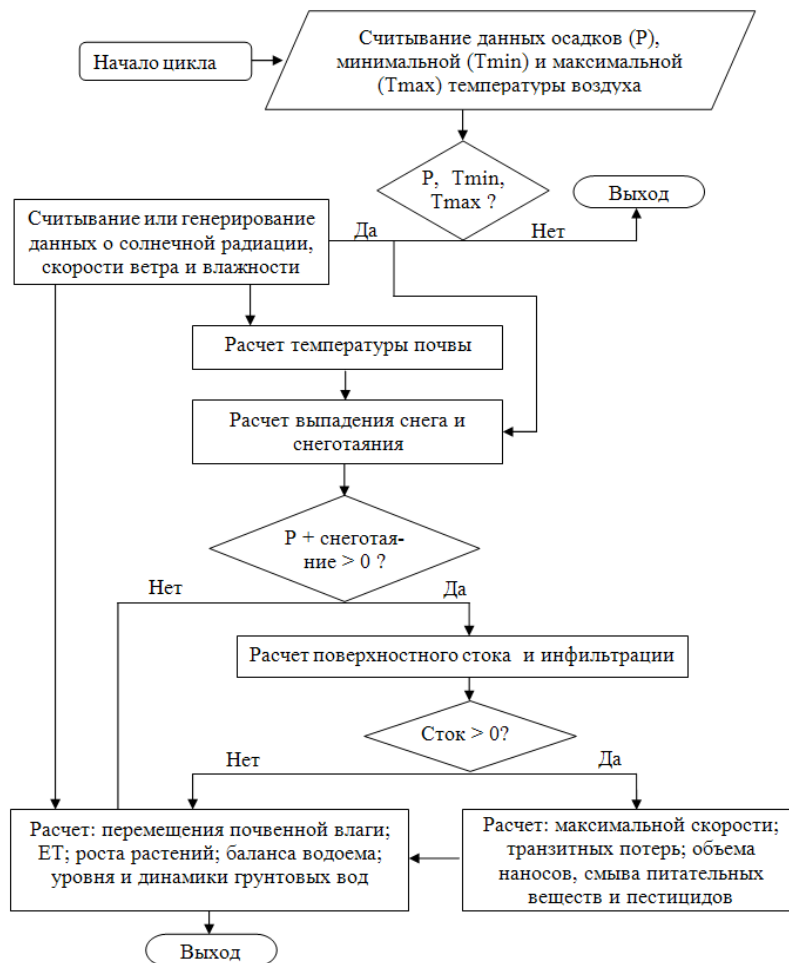 Начало цикла
Считывание данных осадков (P),
минимальной (Tmin) и максимальной
(Tmax) температуры воздуха
P, Tmin,
Tmax ?
Выход
Считывание или генерирование
данных о солнечной радиации,
скорости ветра и влажности
Да
Нет
Расчет температуры почвы
Расчет выпадения снега и
снеготаяния
P + снеготая-
ние > 0 ?
Нет
Да
Расчет поверхностного стока и инфильтрации
Сток > 0?
Нет
Да
Расчет: перемещения почвенной влаги;
ET; роста растений; баланса водоема;
уровня и динамики грунтовых вод
Расчет: максимальной скорости;
транзитных потерь; объема
наносов, смыва питательных
веществ и пестицидов
Выход